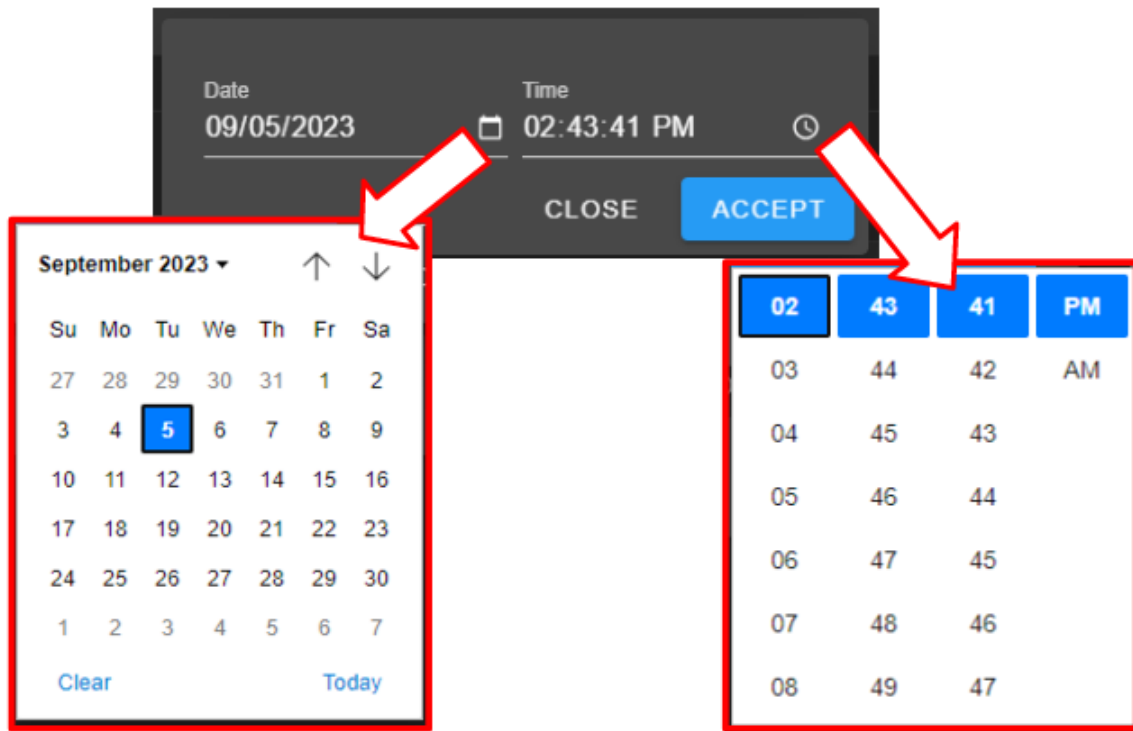 Date Time
09/05/2023 02:43:41 PM
CLOSE ACCEPT
September 2023
Su Mo Tu We Th Fr Sa
27 28 29 30 31 1 2
3 4 5 6 7 8 9
10 11 12 13 14 15 16
17 18 19 20 21 22 23
24 25 26 27 28 29 30
1 2 3 4 5 6 7
Clear Today
02 43 41 PM
03 44 42 AM
04 45 43
05 46 44
06 47 45
07 48 46
08 49 47